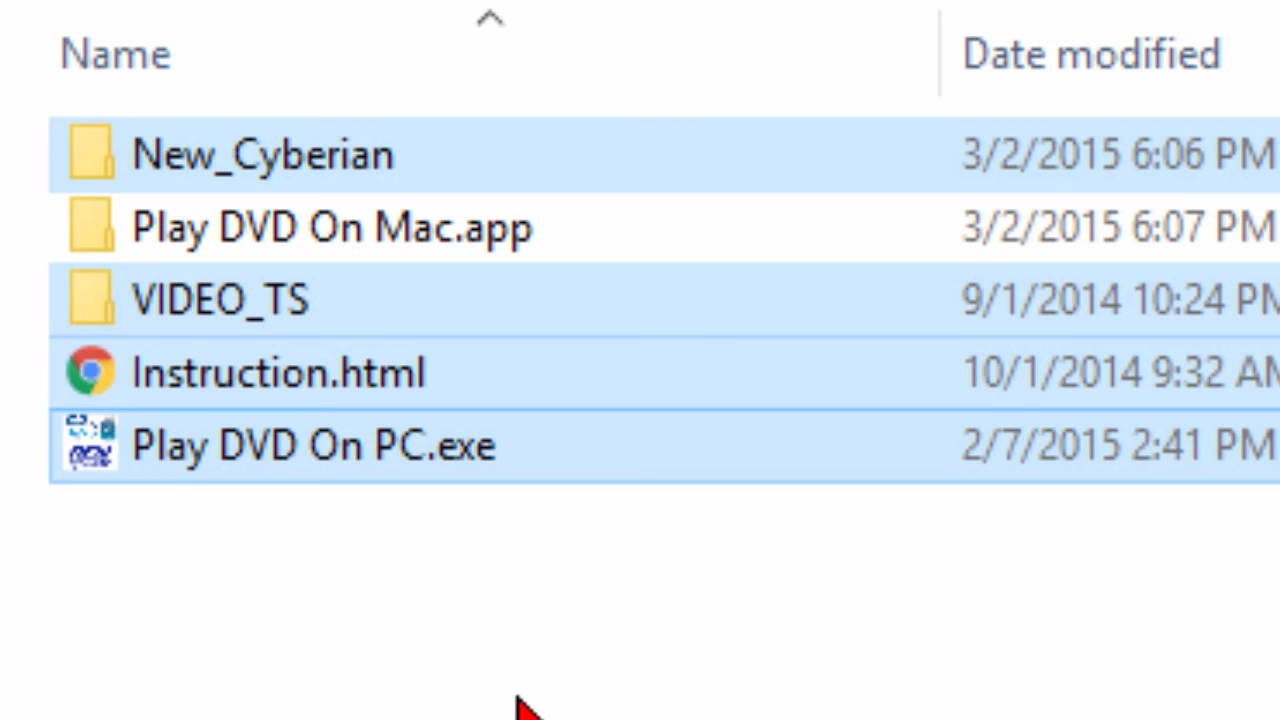 Name Date modified
New_Cyberian 3/2/2015 6:06 PM
Play DVD On Mac.app 3/2/2015 6:07 PM
VIDEO_TS 9/1/2014 10:24 PM
Instruction.html 10/1/2014 9:32 AM
Play DVD On PC.exe 2/7/2015 2:41 PM